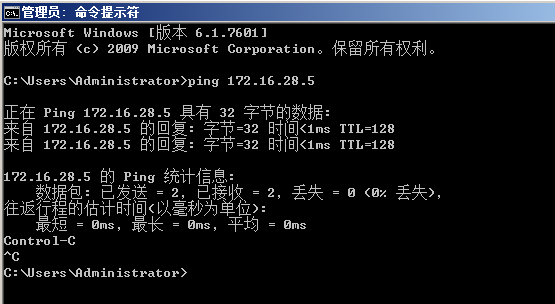 管理员: 命令提示符
Microsoft Windows [版本 6.1.7601]
版权所有 (c) 2009 Microsoft Corporation。保留所有权利。
C:\Users\Administrator>ping 172.16.28.5
正在 Ping 172.16.28.5 具有 32 字节的数据:
来自 172.16.28.5 的回复: 字节=32 时间<1ms TTL=128
来自 172.16.28.5 的回复: 字节=32 时间<1ms TTL=128
172.16.28.5 的 Ping 统计信息:
数据包: 已发送 = 2，已接收 = 2，丢失 = 0 (0% 丢失)，
往返行程的估计时间(以毫秒为单位):
最短 = 0ms，最长 = 0ms，平均 = 0ms
Control-C
^C
C:\Users\Administrator>